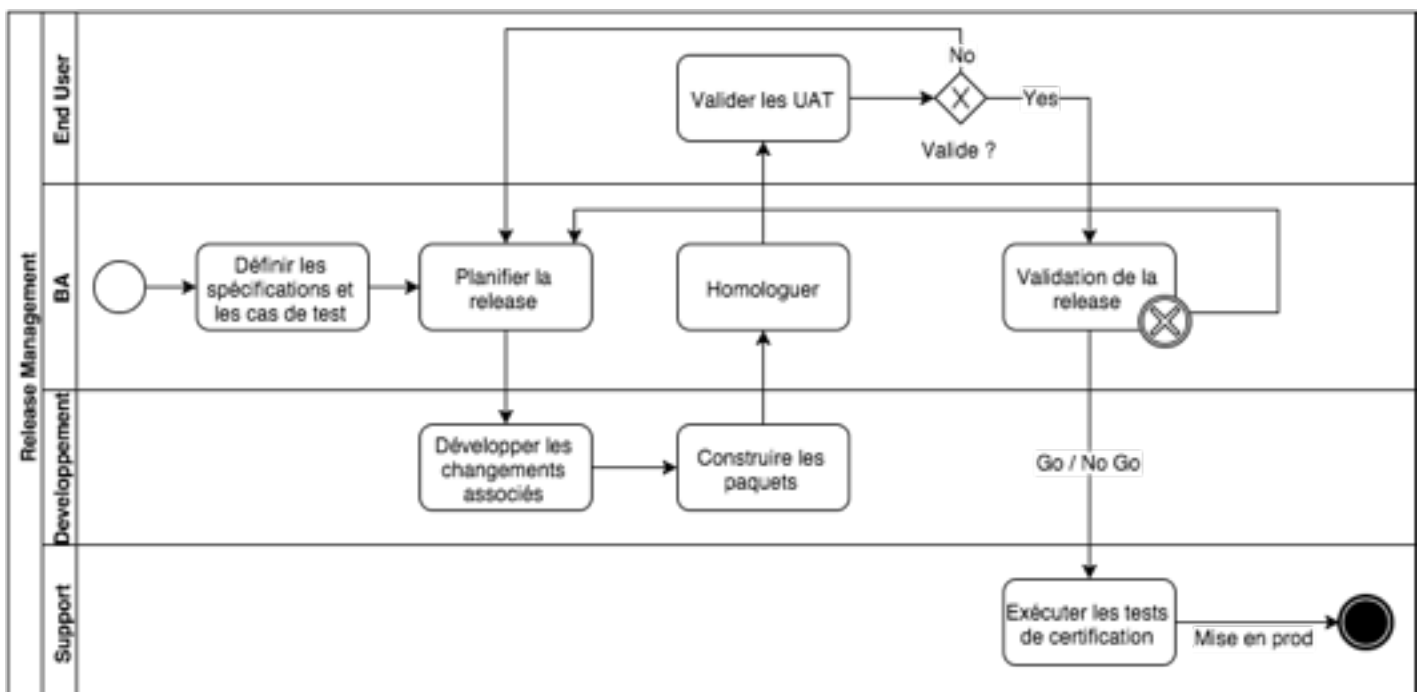 Release Management
End User
Valider les UAT
No
Yes
Valide ?
BA
Définir les
spécifications et
les cas de test
Planifier la
release
Homologuer
Validation de la
release
Developpement
Développer les
changements
associés
Construire les
paquets
Go / No Go
Support
Exécuter les tests
de certification
Mise en prod